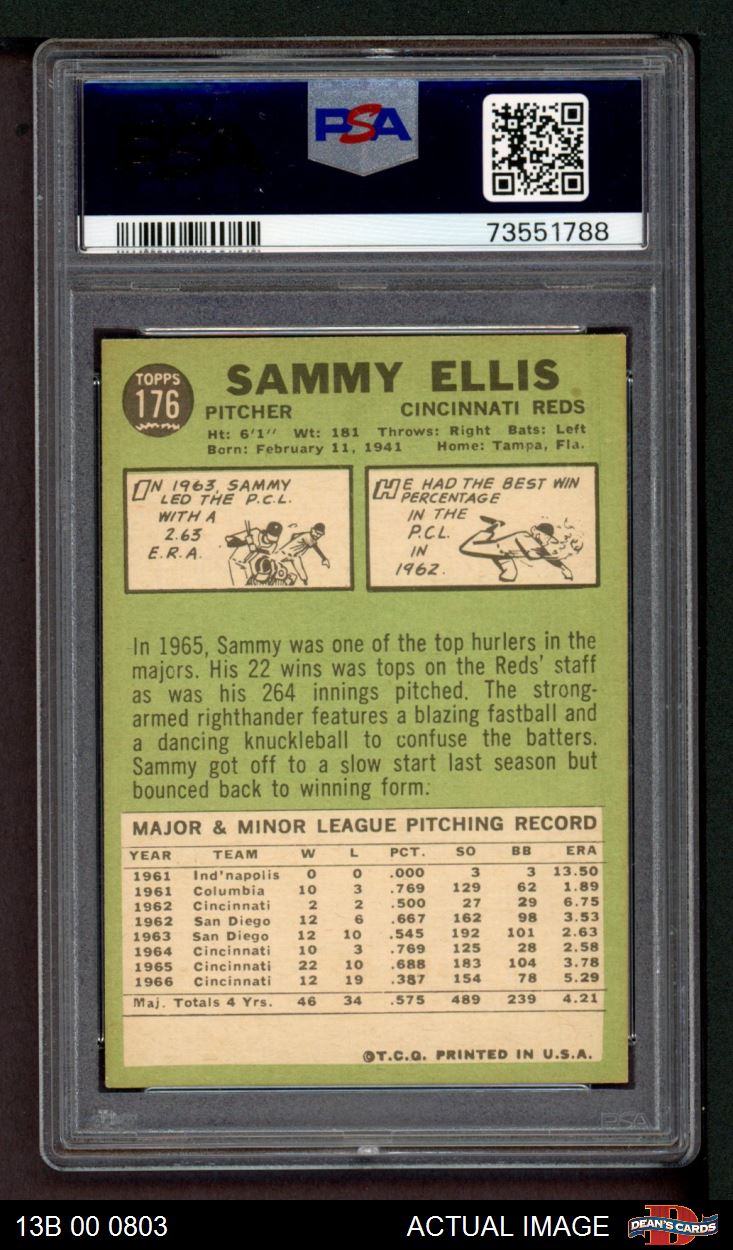 PSA
73551788
TOPPS
176
SAMMY ELLIS
PITCHER CINCINNATI REDS
Ht: 6'1" Wt: 181 Throws: Right Bats: Left
Born: February 11, 1941 Home: Tampa, Fla.
IN 1963, SAMMY
LED THE P.C.L.
WITH A
2.63
E.R.A.
HE HAD THE BEST WIN
PERCENTAGE
IN THE
P.C.L.
IN
1962.
In 1965, Sammy was one of the top hurlers in the
majors. His 22 wins was tops on the Reds' staff
as was his 264 innings pitched. The strong-
armed righthander features a blazing fastball and
a dancing knuckleball to confuse the batters.
Sammy got off to a slow start last season but
bounced back to winning form.
MAJOR & MINOR LEAGUE PITCHING RECORD
YEAR TEAM W L PCT. SO BB ERA
1961 Ind'napolis 0 0 .000 3 3 13.50
1961 Columbia 10 3 .769 129 62 1.89
1962 Cincinnati 2 2 .500 27 29 6.75
1962 San Diego 12 6 .667 162 98 3.53
1963 San Diego 12 10 .545 192 101 2.63
1964 Cincinnati 10 3 .769 125 28 2.58
1965 Cincinnati 22 10 .688 183 104 3.78
1966 Cincinnati 12 19 .387 154 78 5.29
Maj. Totals 4 Yrs. 46 34 .575 489 239 4.21
©T.C.G. PRINTED IN U.S.A.
PSA
13B 00 0803 ACTUAL IMAGE DEAN'S CARDS